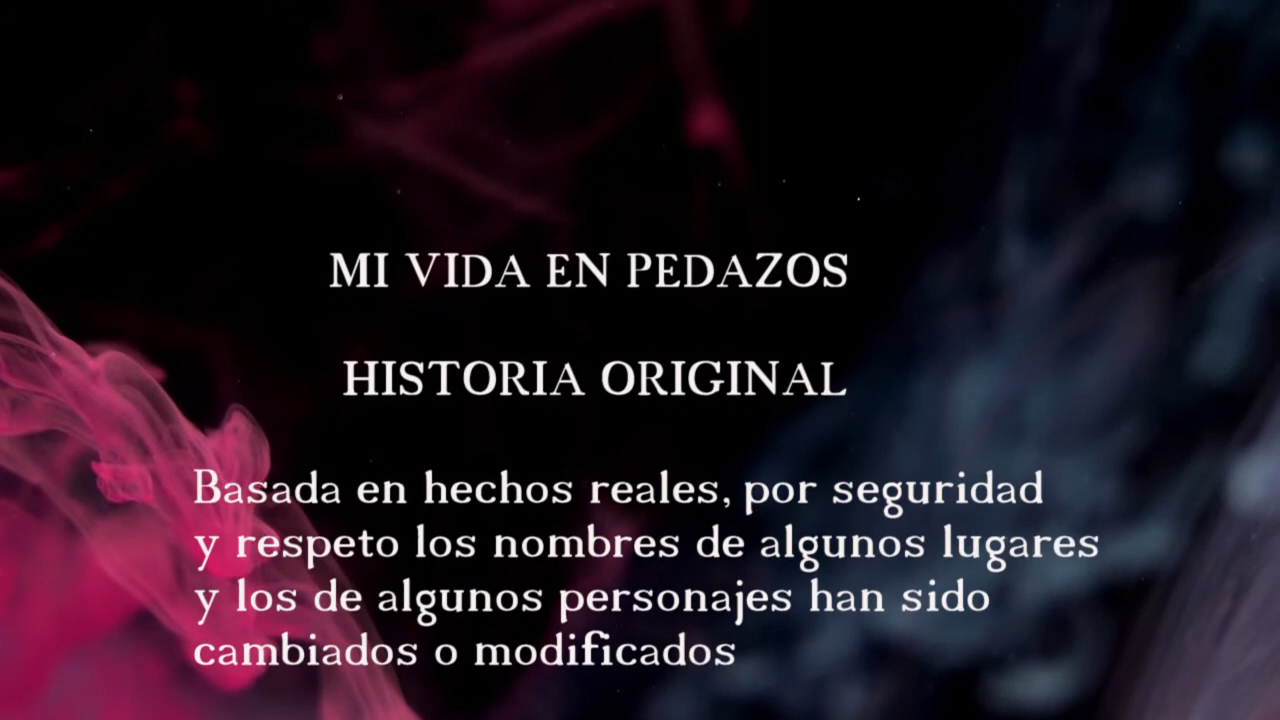 MI VIDA EN PEDAZOS
HISTORIA ORIGINAL
Basada en hechos reales, por seguridad
y respeto los nombres de algunos lugares
y los de algunos personajes han sido
cambiados o modificados